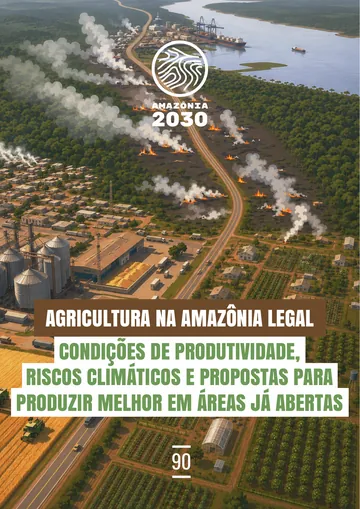 AMAZÔNIA
2030
AGRICULTURA NA AMAZÔNIA LEGAL
CONDIÇÕES DE PRODUTIVIDADE,
RISCOS CLIMÁTICOS E PROPOSTAS PARA
PRODUZIR MELHOR EM ÁREAS JÁ ABERTAS
90